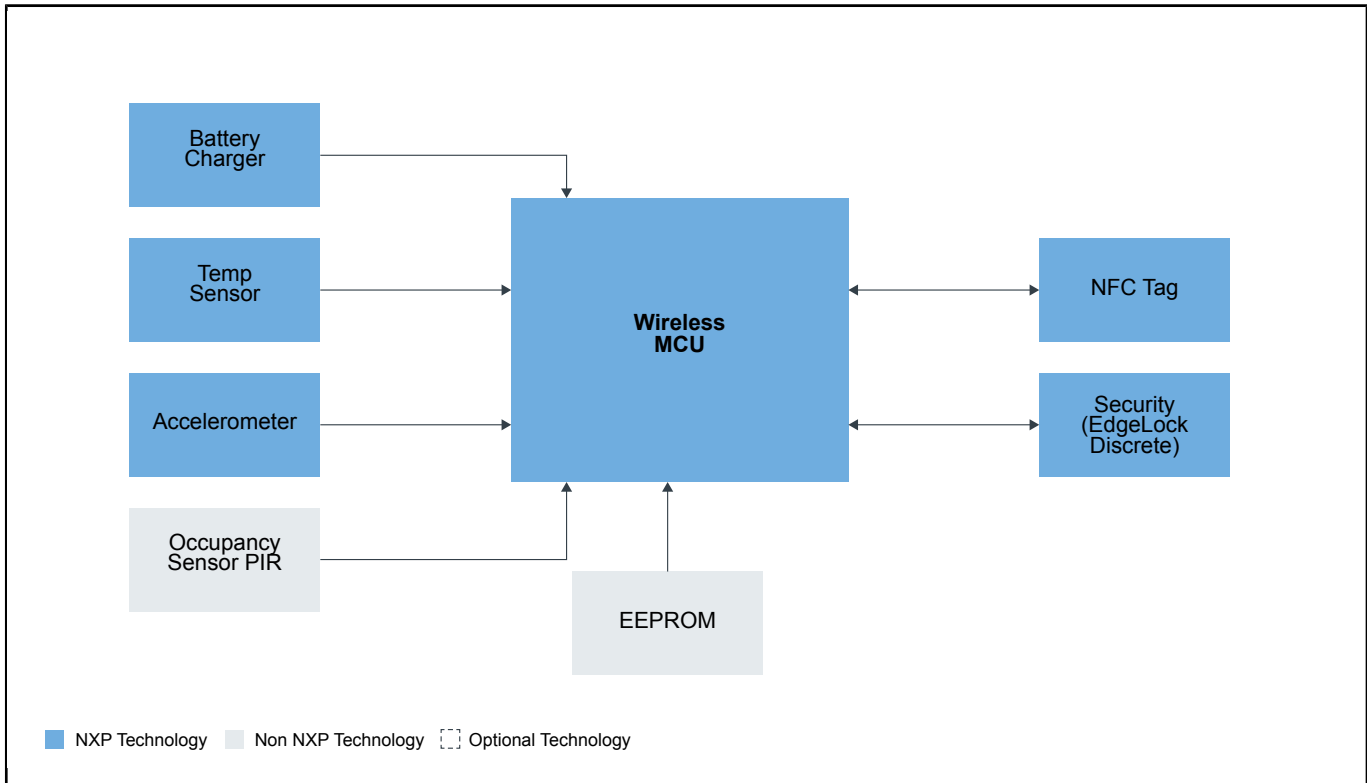 Battery
Charger
Temp
Sensor
Wireless
MCU
NFC Tag
Accelerometer
Security
(EdgeLock
Discrete)
Occupancy
Sensor PIR
EEPROM
NXP Technology
Non NXP Technology
Optional Technology